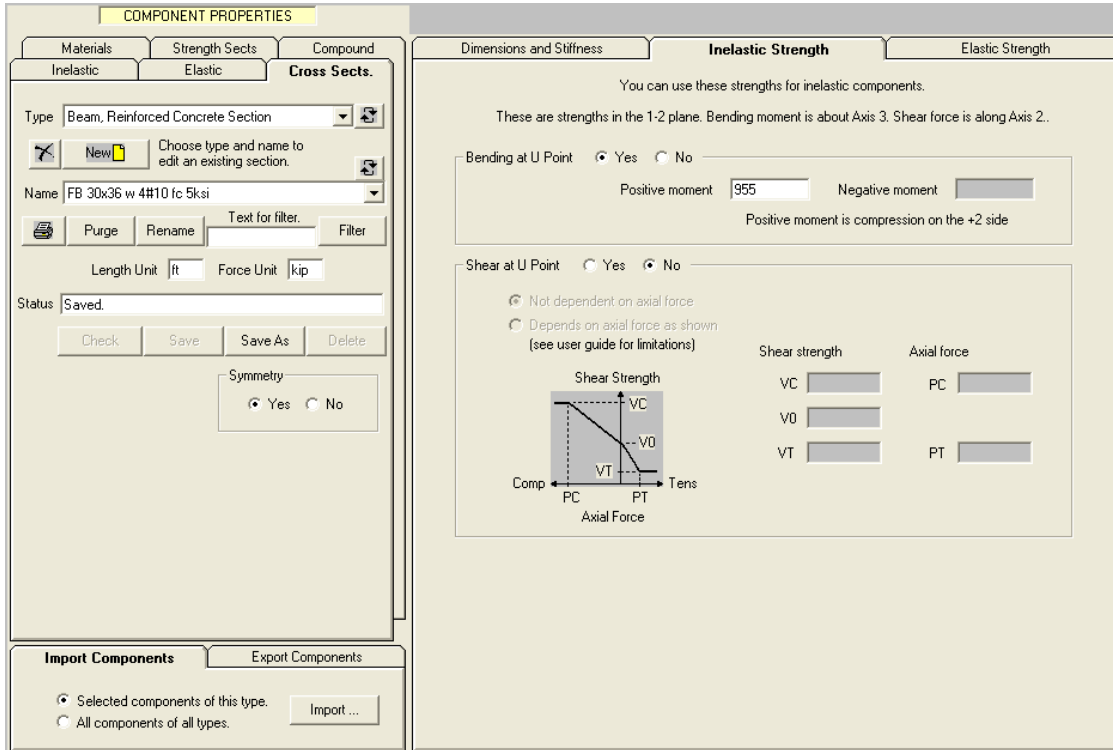 COMPONENT PROPERTIES
Materials Strength Sects Compound
Inelastic Elastic Cross Sects.
Type Beam, Reinforced Concrete Section
New Choose type and name to
edit an existing section.
Name FB 30x36 w 4#10 fc 5ksi
Text for filter.
Purge Rename Filter
Length Unit ft Force Unit kip
Status Saved.
Check Save Save As Delete
Symmetry
Yes No
Import Components Export Components
Selected components of this type.
All components of all types.
Import ...
Dimensions and Stiffness Inelastic Strength Elastic Strength
You can use these strengths for inelastic components.
These are strengths in the 1-2 plane. Bending moment is about Axis 3. Shear force is along Axis 2..
Bending at U Point Yes No
Positive moment 955 Negative moment
Positive moment is compression on the +2 side
Shear at U Point Yes No
Not dependent on axial force
Depends on axial force as shown
(see user guide for limitations)
Shear Strength
VC
V0
VT
Comp Tens
PC PT
Axial Force
Shear strength Axial force
VC PC
V0
VT PT